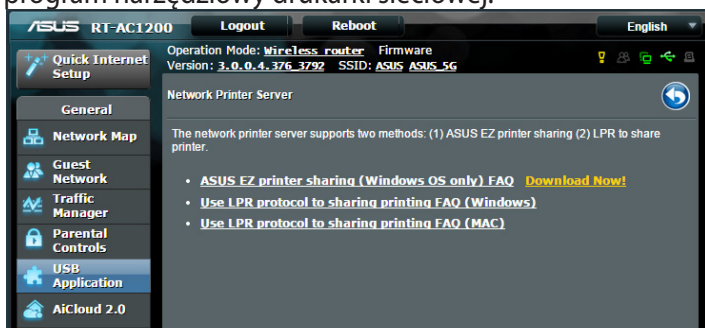 program narzędziowy drukarki sieciowej.
ASUS RT-AC1200 Logout Reboot English
Quick Internet Setup
Operation Mode: Wireless router Firmware
Version: 3.0.0.4.376_3792 SSID: ASUS ASUS_5G
General
Network Map
Guest Network
Traffic Manager
Parental Controls
USB Application
AiCloud 2.0
Network Printer Server
The network printer server supports two methods: (1) ASUS EZ printer sharing (2) LPR to share
printer.
• ASUS EZ printer sharing (Windows OS only) FAQ Download Now!
• Use LPR protocol to sharing printing FAQ (Windows)
• Use LPR protocol to sharing printing FAQ (MAC)